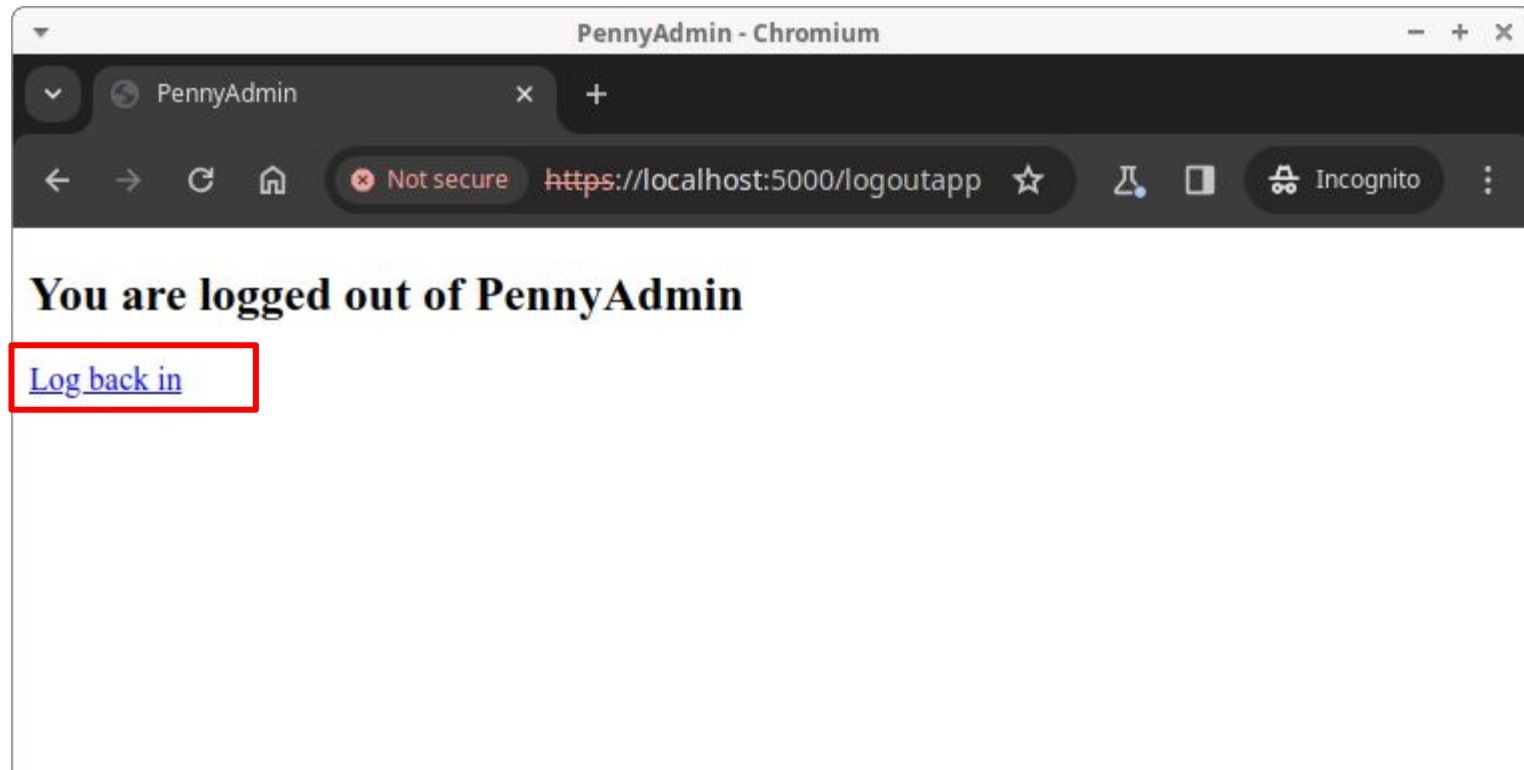 PennyAdmin - Chromium
PennyAdmin
Not secure https://localhost:5000/logoutapp Incognito
You are logged out of PennyAdmin
Log back in